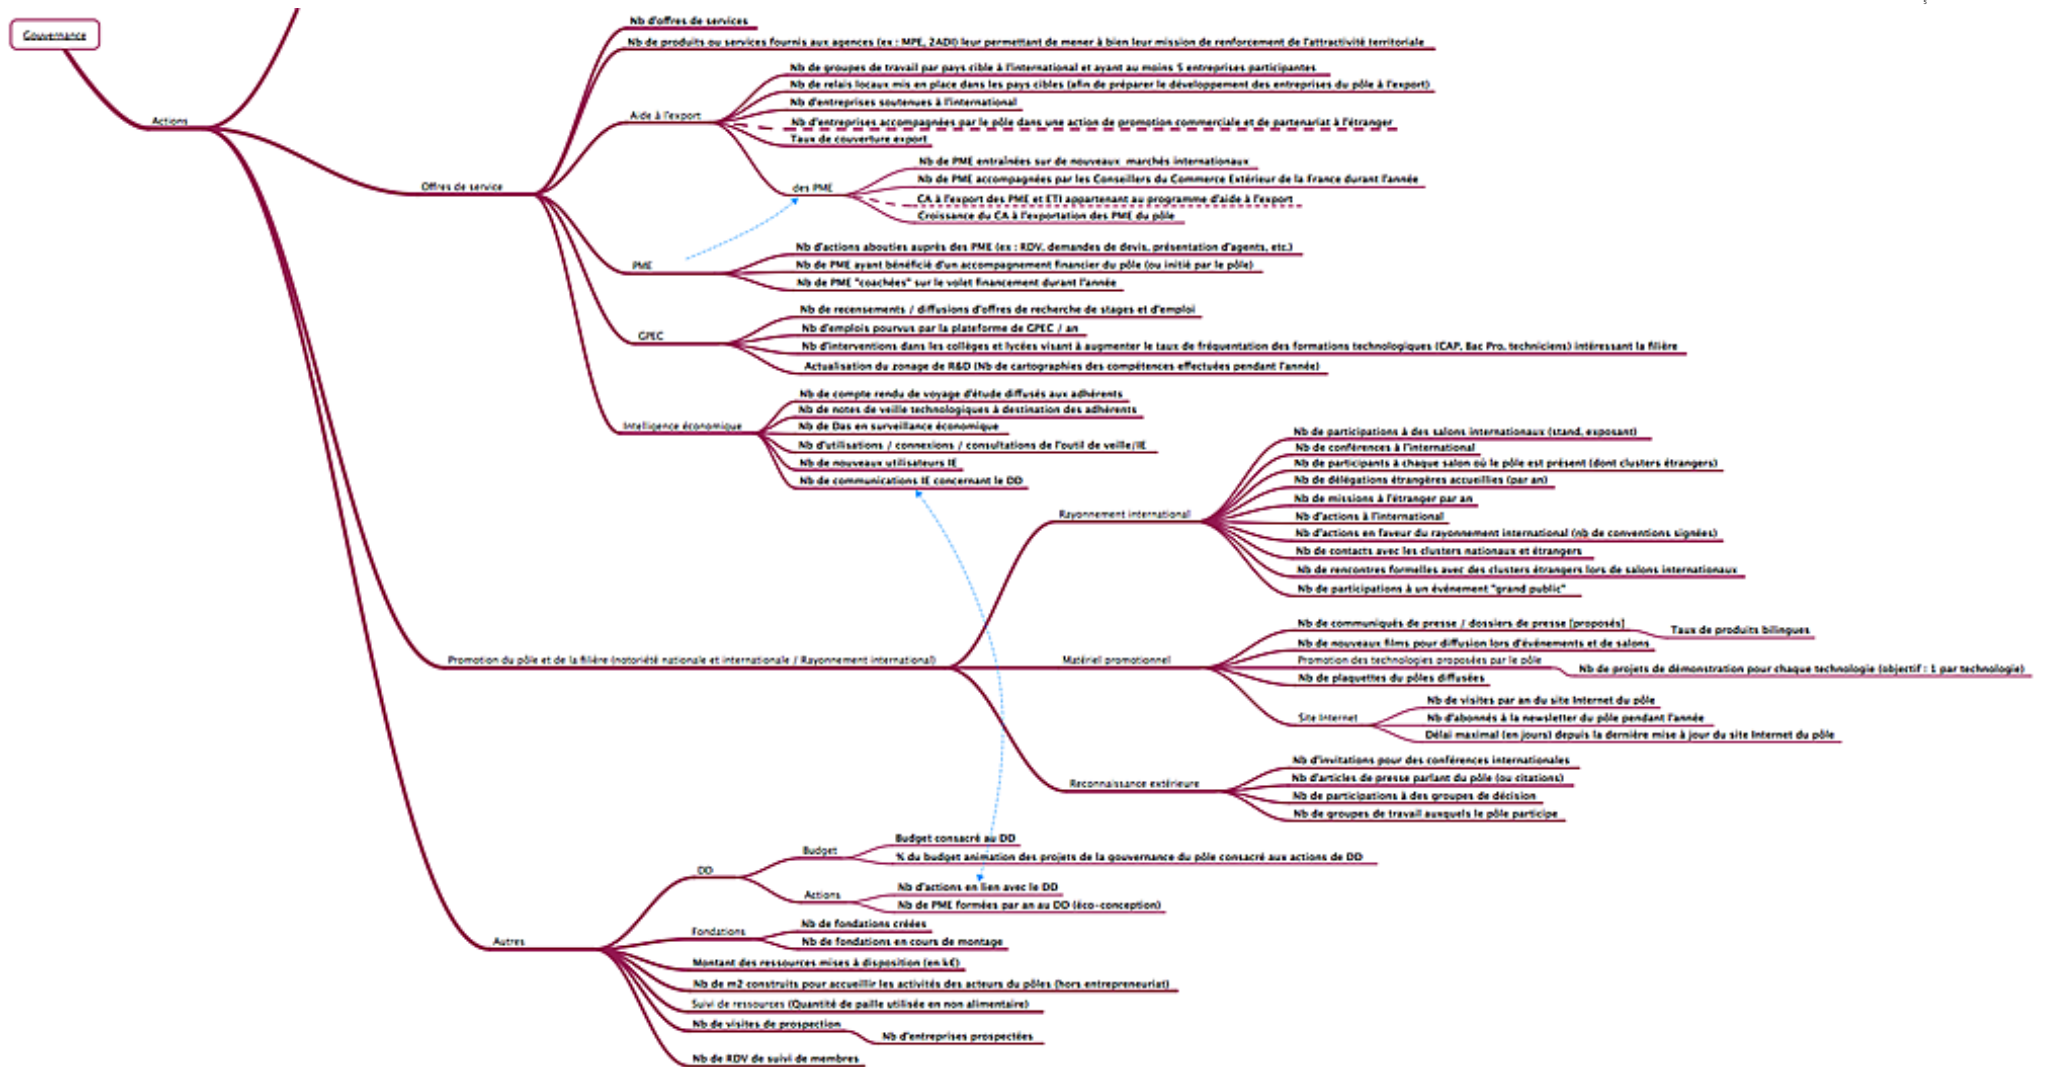 Gouvernance
Actions
Offres de service
Nb d'offres de services
Nb de produits ou services fournis aux agences (ex : MPE, 2ADI) leur permettant de mener à bien leur mission de renforcement de l'attractivité territoriale
Aide à l'export
Nb de groupes de travail par pays cible à l'international et ayant au moins 5 entreprises participantes
Nb de relais locaux mis en place dans les pays cibles (afin de préparer le développement des entreprises du pôle à l'export)
Nb d'entreprises soutenues à l'international
Nb d'entreprises accompagnées par le pôle dans une action de promotion commerciale et de partenariat à l'étranger
Taux de couverture export
des PME
Nb de PME entraînées sur de nouveaux marchés internationaux
Nb de PME accompagnées par les Conseillers du Commerce Extérieur de la France durant l'année
CA à l'export des PME et ETI appartenant au programme d'aide à l'export
Croissance du CA à l'exportation des PME du pôle
PME
Nb d'actions abouties auprès des PME (ex : RDV, demandes de devis, présentation d'agents, etc.)
Nb de PME ayant bénéficié d'un accompagnement financier du pôle (ou initié par le pôle)
Nb de PME "coachées" sur le volet financement durant l'année
GPEC
Nb de recensements / diffusions d'offres de recherche de stages et d'emploi
Nb d'emplois pourvus par la plateforme de GPEC / an
Nb d'interventions dans les collèges et lycées visant à augmenter le taux de fréquentation des formations technologiques (CAP, Bac Pro, techniciens) intéressant la filière
Actualisation du zonage de R&D (Nb de cartographies des compétences effectuées pendant l'année)
Intelligence économique
Nb de compte rendu de voyage d'étude diffusés aux adhérents
Nb de notes de veille technologiques à destination des adhérents
Nb de Das en surveillance économique
Nb d'utilisations / connexions / consultations de l'outil de veille/IE
Nb de nouveaux utilisateurs IE
Nb de communications IE concernant le DD
Promotion du pôle et de la filière (notoriété nationale et internationale / Rayonnement international)
Rayonnement international
Nb de participations à des salons internationaux (stand, exposant)
Nb de conférences à l'international
Nb de participants à chaque salon où le pôle est présent (dont clusters étrangers)
Nb de délégations étrangères accueillies (par an)
Nb de missions à l'étranger par an
Nb d'actions à l'international
Nb d'actions en faveur du rayonnement international (nb de conventions signées)
Nb de contacts avec les clusters nationaux et étrangers
Nb de rencontres formelles avec des clusters étrangers lors de salons internationaux
Nb de participations à un événement "grand public"
Matériel promotionnel
Nb de communiqués de presse / dossiers de presse [proposés]
Taux de produits bilingues
Nb de nouveaux films pour diffusion lors d'événements et de salons
Promotion des technologies proposées par le pôle
Nb de projets de démonstration pour chaque technologie (objectif : 1 par technologie)
Nb de plaquettes du pôles diffusées
Site Internet
Nb de visites par an du site Internet du pôle
Nb d'abonnés à la newsletter du pôle pendant l'année
Délai maximal (en jours) depuis la dernière mise à jour du site Internet du pôle
Reconnaissance extérieure
Nb d'invitations pour des conférences internationales
Nb d'articles de presse parlant du pôle (ou citations)
Nb de participations à des groupes de décision
Nb de groupes de travail auxquels le pôle participe
Autres
DD
Budget
Budget consacré au DD
% du budget animation des projets de la gouvernance du pôle consacré aux actions de DD
Actions
Nb d'actions en lien avec le DD
Nb de PME formées par an au DD (éco-conception)
Fondations
Nb de fondations créées
Nb de fondations en cours de montage
Montant des ressources mises à disposition (en k€)
Nb de m2 construits pour accueillir les activités des acteurs du pôles (hors entrepreneuriat)
Suivi de ressources (Quantité de paille utilisée en non alimentaire)
Nb de visites de prospection
Nb d'entreprises prospectées
Nb de RDV de suivi de membres